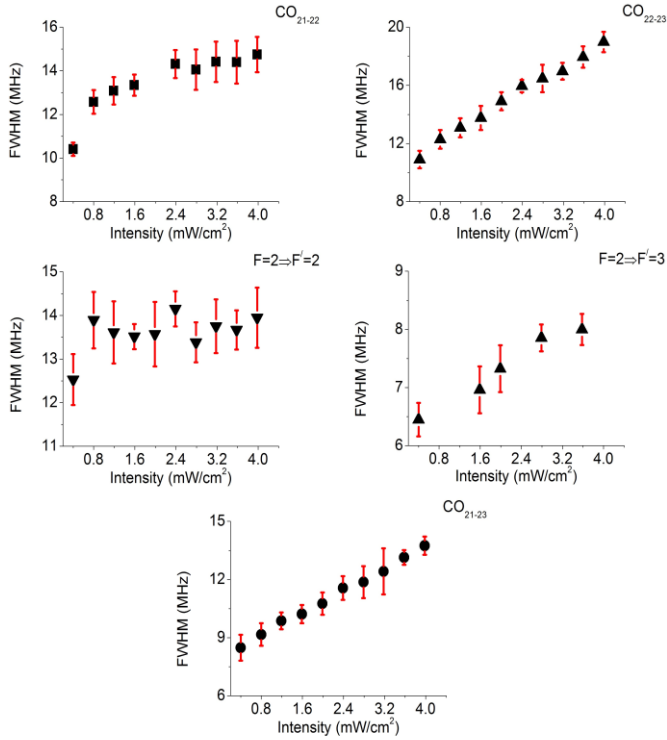 CO21-22
16
14
12
10
8
FWHM (MHz)
0.8 1.6 2.4 3.2 4.0
Intensity (mW/cm²)
CO22-23
20
16
12
8
FWHM (MHz)
0.8 1.6 2.4 3.2 4.0
Intensity (mW/cm²)
F=2⇒F′=2
15
14
13
12
11
FWHM (MHz)
0.8 1.6 2.4 3.2 4.0
Intensity (mW/cm²)
F=2⇒F′=3
9
8
7
6
FWHM (MHz)
0.8 1.6 2.4 3.2 4.0
Intensity (mW/cm²)
CO21-23
15
12
9
6
FWHM (MHz)
0.8 1.6 2.4 3.2 4.0
Intensity (mW/cm²)